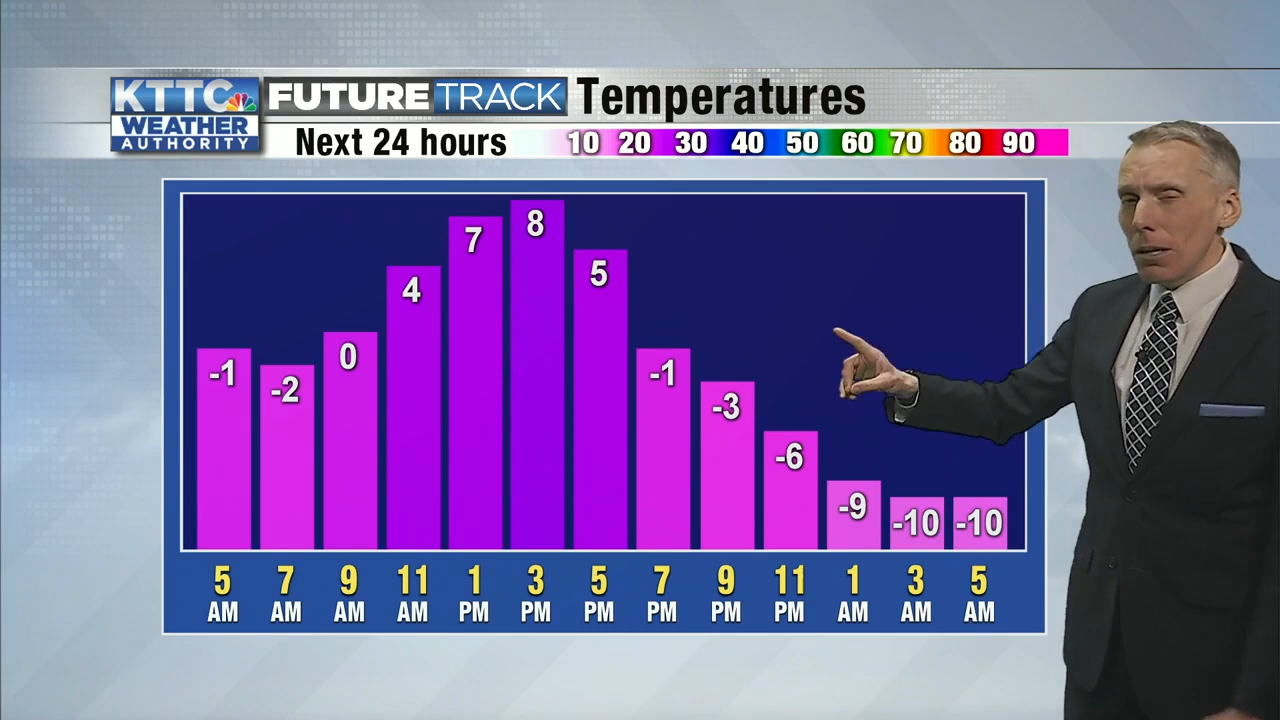 KTTC
WEATHER
AUTHORITY
FUTURE TRACK Temperatures
Next 24 hours
10 20 30 40 50 60 70 80 90
-1 -2 0 4 7 8 5 -1 -3 -6 -9 -10 -10
5 7 9 11 1 3 5 7 9 11 1 3 5
AM AM AM AM PM PM PM PM PM PM AM AM AM